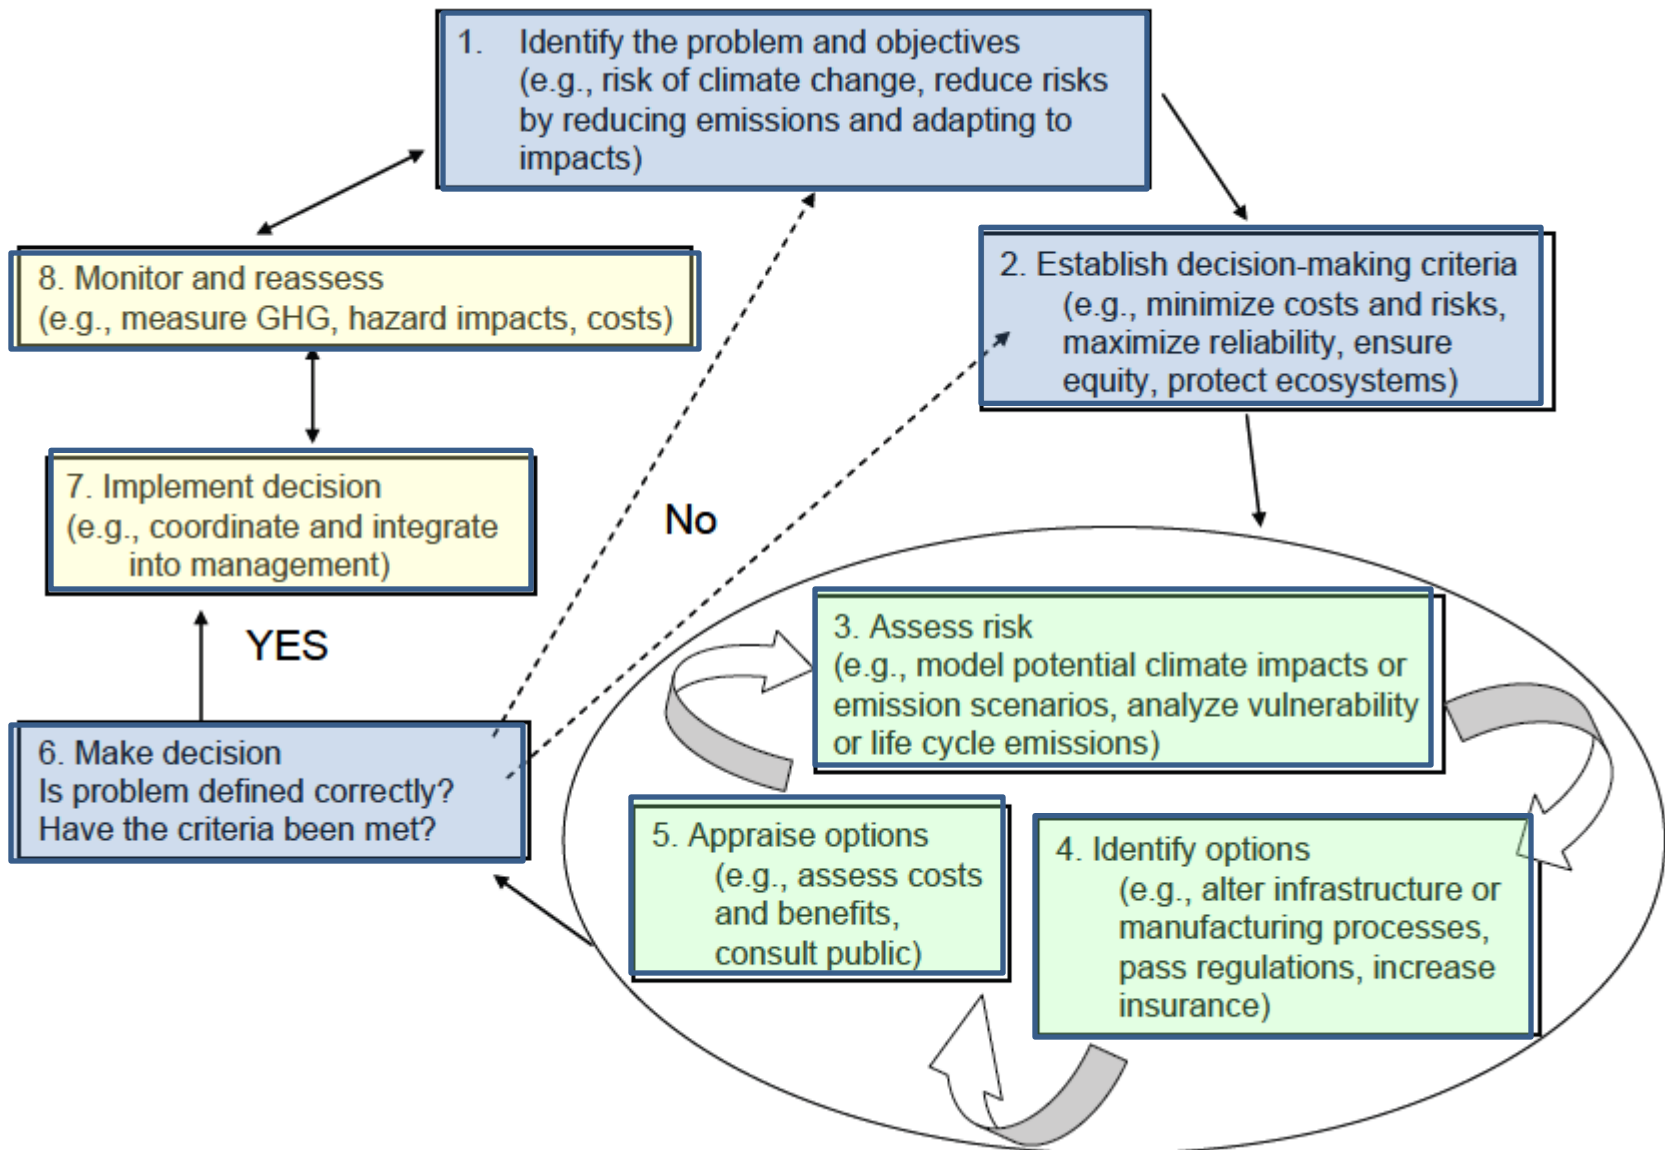 1. Identify the problem and objectives
(e.g., risk of climate change, reduce risks
by reducing emissions and adapting to
impacts)
2. Establish decision-making criteria
(e.g., minimize costs and risks,
maximize reliability, ensure
equity, protect ecosystems)
3. Assess risk
(e.g., model potential climate impacts or
emission scenarios, analyze vulnerability
or life cycle emissions)
4. Identify options
(e.g., alter infrastructure or
manufacturing processes,
pass regulations, increase
insurance)
5. Appraise options
(e.g., assess costs
and benefits,
consult public)
6. Make decision
Is problem defined correctly?
Have the criteria been met?
No
YES
7. Implement decision
(e.g., coordinate and integrate
into management)
8. Monitor and reassess
(e.g., measure GHG, hazard impacts, costs)